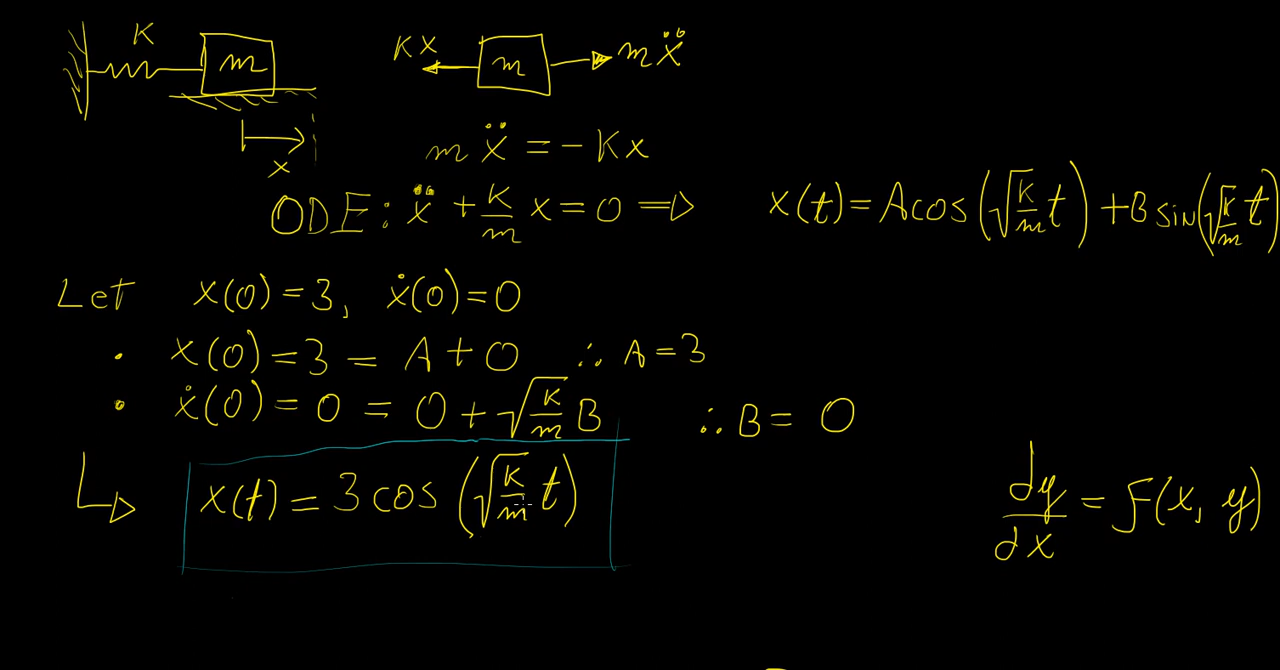 K
m
x
Kx
m
mẍ
mẍ = -Kx
ODE: ẍ + K/m x = 0 ⇒ x(t) = A cos(√(K/m) t) + B sin(√(K/m) t)
Let x(0) = 3, ẋ(0) = 0
• x(0) = 3 = A + 0 ∴ A = 3
• ẋ(0) = 0 = 0 + √(K/m) B ∴ B = 0
x(t) = 3 cos(√(K/m) t)
dy/dx = f(x, y)